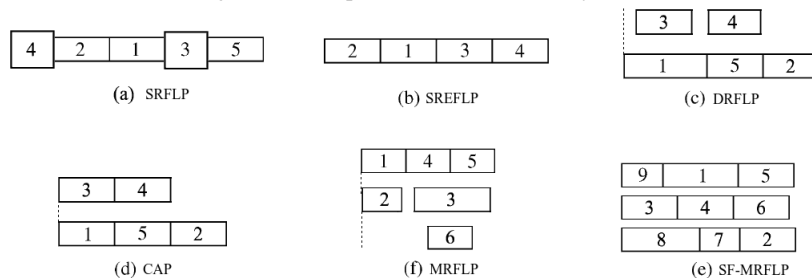 4 2 1 3 5
(a) SRFLP
2 1 3 4
(b) SREFLP
3 4
1 5 2
(c) DRFLP
3 4
1 5 2
(d) CAP
1 4 5
2 3
6
(f) MRFLP
9 1 5
3 4 6
8 7 2
(e) SF-MRFLP